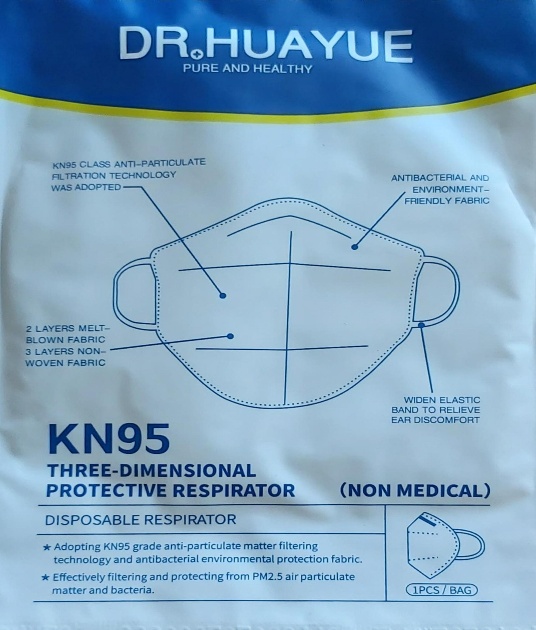 DR.HUAYUE
PURE AND HEALTHY
KN95 CLASS ANTI-PARTICULATE
FILTRATION TECHNOLOGY
WAS ADOPTED
ANTIBACTERIAL AND
ENVIRONMENT-
FRIENDLY FABRIC
2 LAYERS MELT-
BLOWN FABRIC
3 LAYERS NON-
WOVEN FABRIC
WIDEN ELASTIC
BAND TO RELIEVE
EAR DISCOMFORT
KN95
THREE-DIMENSIONAL
PROTECTIVE RESPIRATOR (NON MEDICAL)
DISPOSABLE RESPIRATOR
★ Adopting KN95 grade anti-particulate matter filtering
technology and antibacterial environmental protection fabric.
★ Effectively filtering and protecting from PM2.5 air particulate
matter and bacteria.
1PCS / BAG